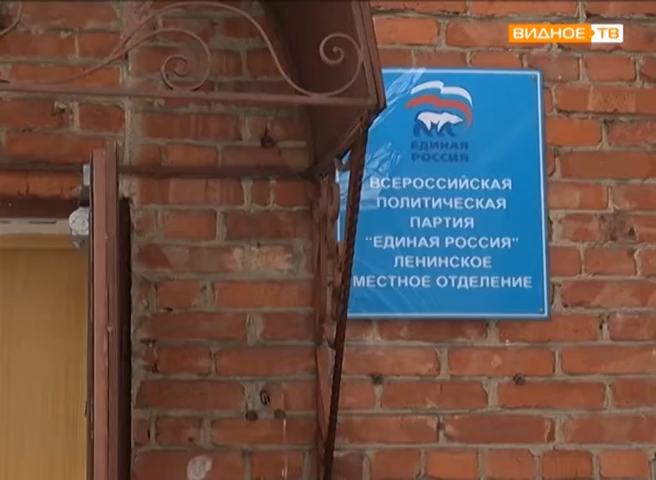 ВИДНОЕ ТВ
ЕДИНАЯ
РОССИЯ
ВСЕРОССИЙСКАЯ
ПОЛИТИЧЕСКАЯ
ПАРТИЯ
"ЕДИНАЯ РОССИЯ"
ЛЕНИНСКОЕ
МЕСТНОЕ ОТДЕЛЕНИЕ